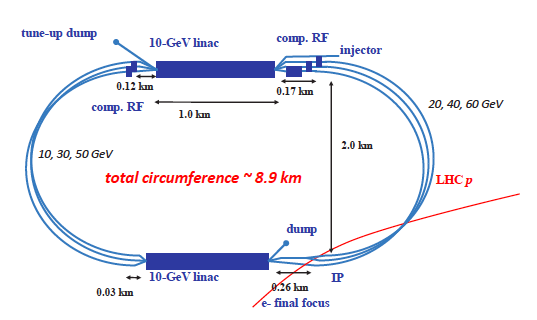 tune-up dump
10-GeV linac
comp. RF
injector
0.12 km
0.17 km
comp. RF
1.0 km
20, 40, 60 GeV
2.0 km
10, 30, 50 GeV
total circumference ~ 8.9 km
LHC p
dump
10-GeV linac
IP
0.03 km
0.26 km
e- final focus